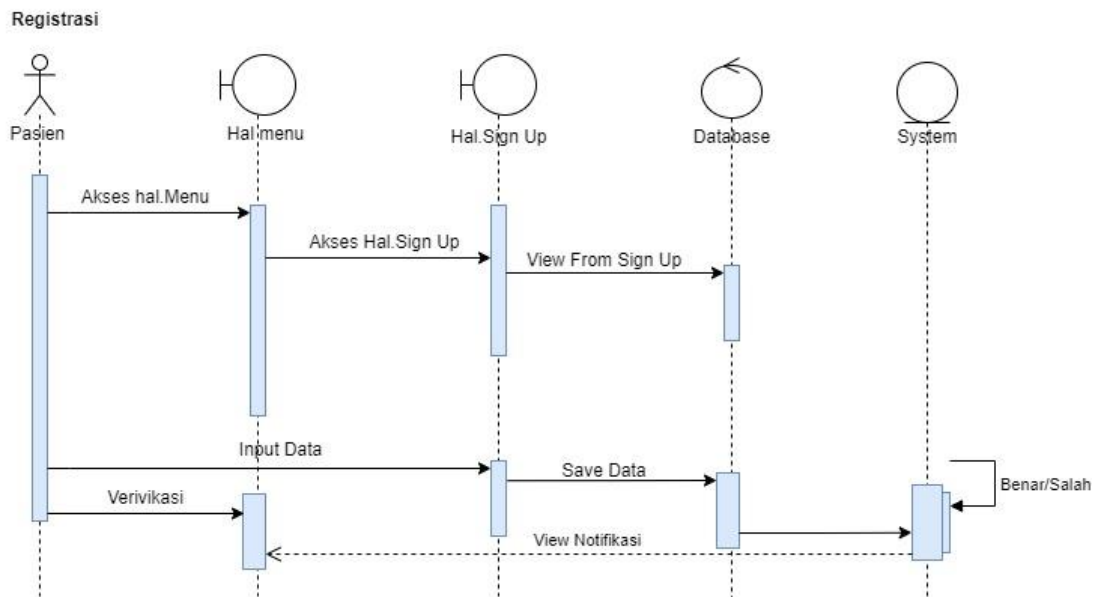 Registrasi
Pasien
Hal menu
Hal.Sign Up
Database
System
Akses hal.Menu
Akses Hal.Sign Up
View From Sign Up
Input Data
Save Data
Benar/Salah
Verivikasi
View Notifikasi